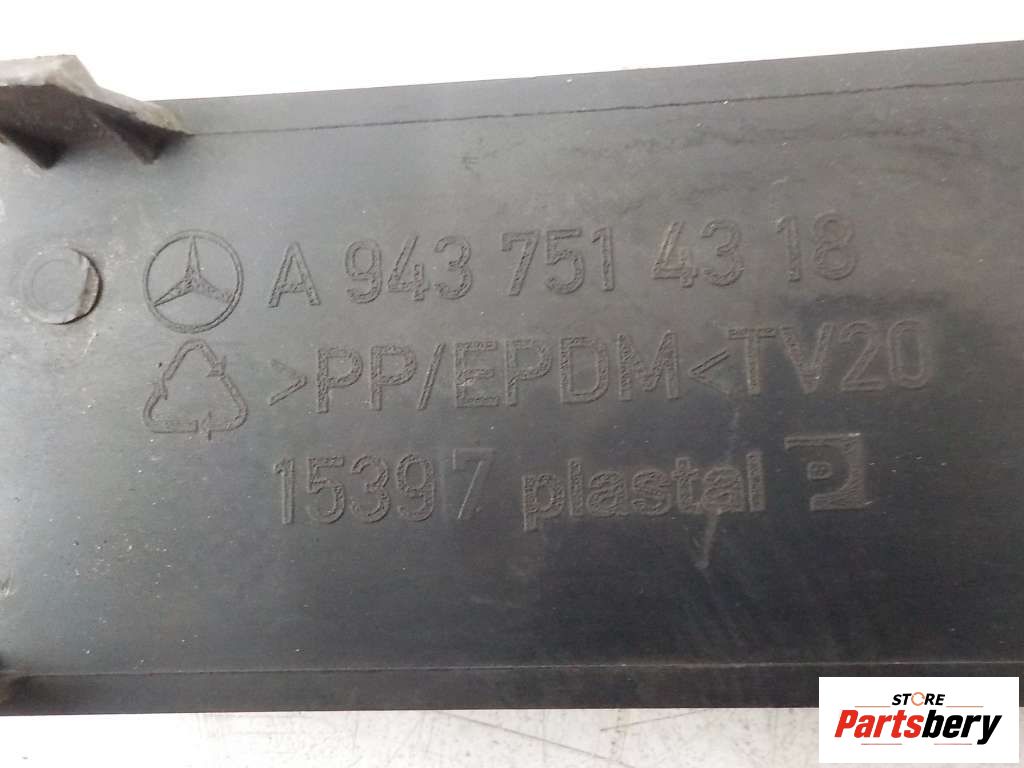 A 943 751 43 18
>PP/EPDM<TV20
15397 plastal
STORE
Partsbery